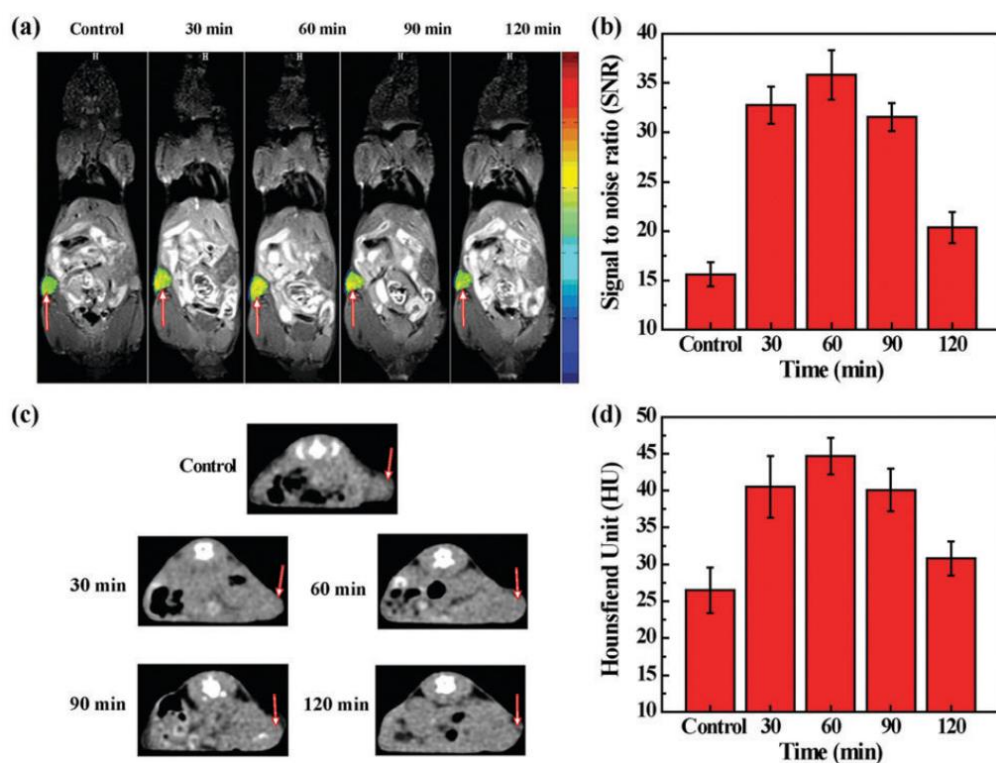 (a)
Control 30 min 60 min 90 min 120 min
H H H H H
(b)
Signal to noise ratio (SNR)
40
35
30
25
20
15
10
Control 30 60 90 120
Time (min)
(c)
Control
30 min
60 min
90 min
120 min
(d)
Hounsfiend Unit (HU)
50
45
40
35
30
25
20
15
10
Control 30 60 90 120
Time (min)